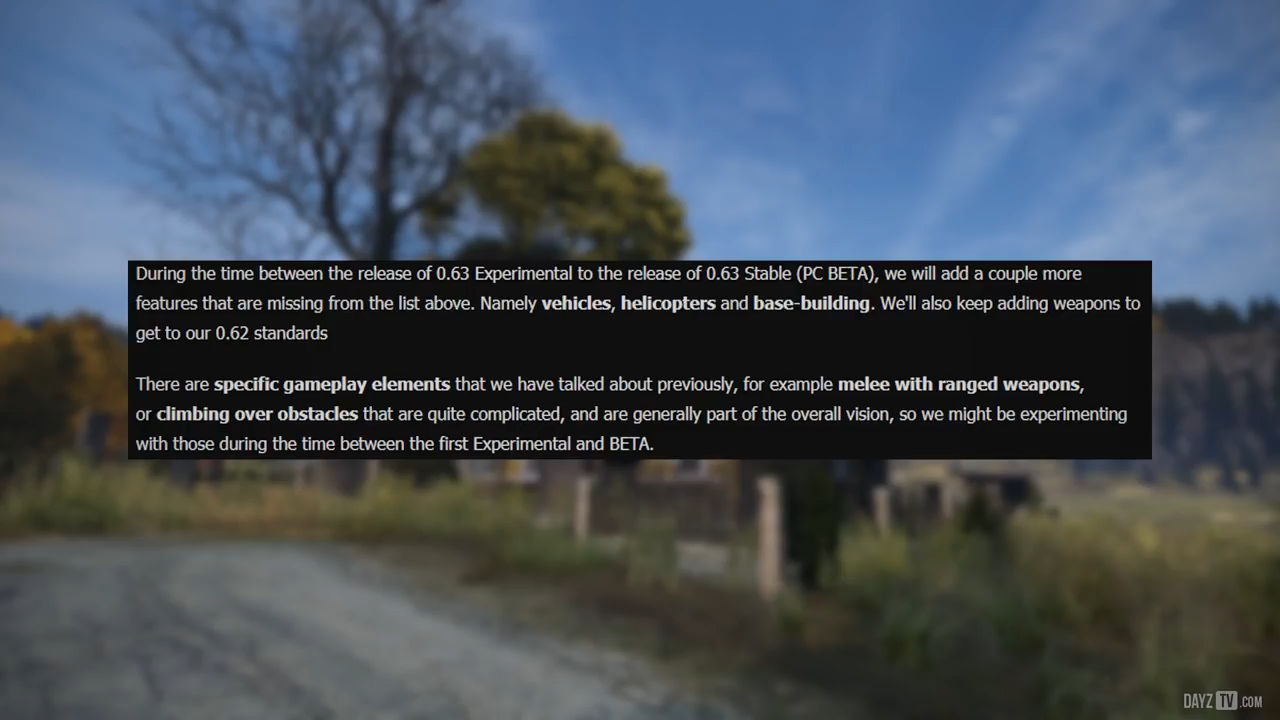 During the time between the release of 0.63 Experimental to the release of 0.63 Stable (PC BETA), we will add a couple more
features that are missing from the list above. Namely vehicles, helicopters and base-building. We'll also keep adding weapons to
get to our 0.62 standards
There are specific gameplay elements that we have talked about previously, for example melee with ranged weapons,
or climbing over obstacles that are quite complicated, and are generally part of the overall vision, so we might be experimenting
with those during the time between the first Experimental and BETA.
DAYZ TV .COM